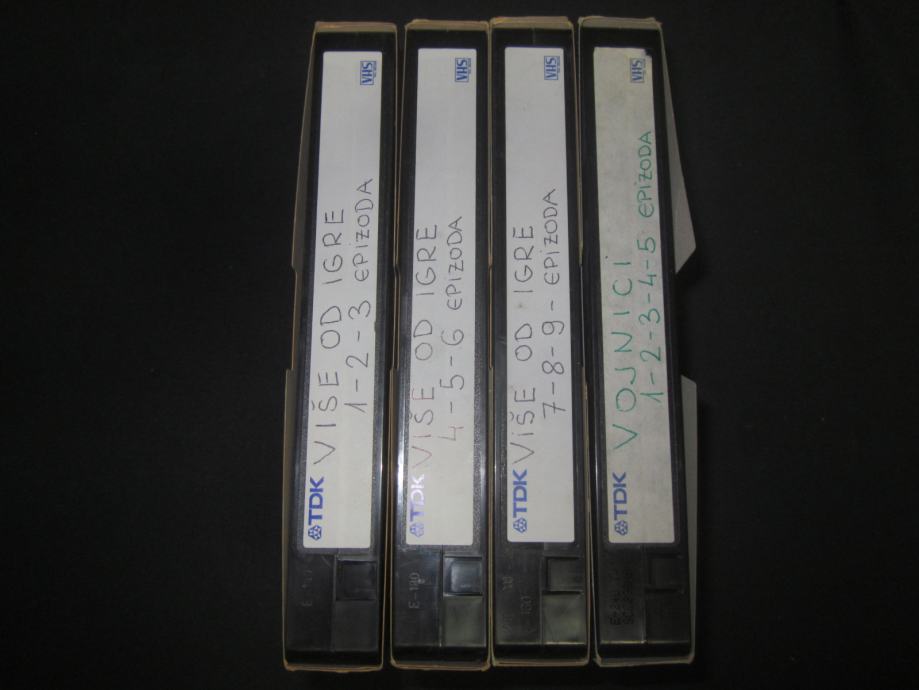 TDK VIŠE OD IGRE VHS
1-2-3 EPIZODA
TDK VIŠE OD IGRE VHS
4-5-6 EPIZODA
E-180
TDK VIŠE OD IGRE VHS
7-8-9- EPIZODA
TDK VOJNICI VHS
1-2-3-4-5 EPIZODA